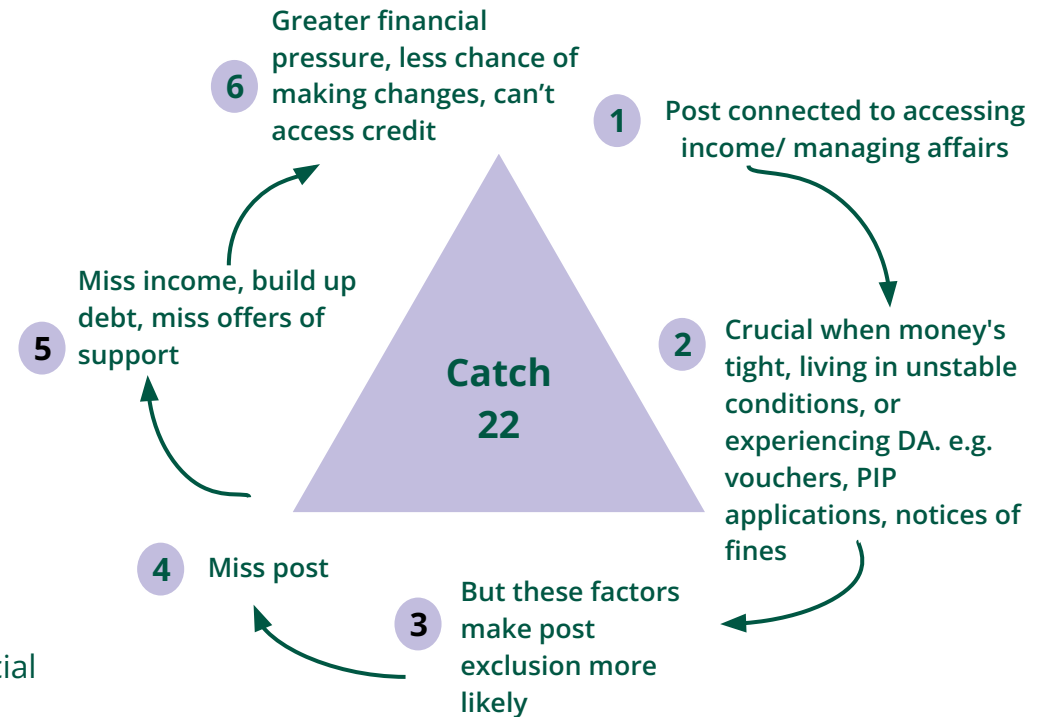 1
Post connected to accessing
income/ managing affairs
2
Crucial when money's
tight, living in unstable
conditions, or
experiencing DA. e.g.
vouchers, PIP
applications, notices of
fines
3
But these factors
make post
exclusion more
likely
4
Miss post
5
Miss income, build up
debt, miss offers of
support
6
Greater financial
pressure, less chance of
making changes, can’t
access credit
Catch
22